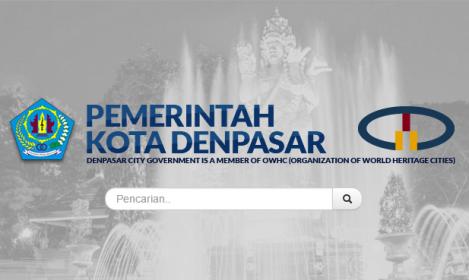 PEMERINTAH
KOTA DENPASAR
DENPASAR CITY GOVERNMENT IS A MEMBER OF OWHC (ORGANIZATION OF WORLD HERITAGE CITIES)
Pencarian..